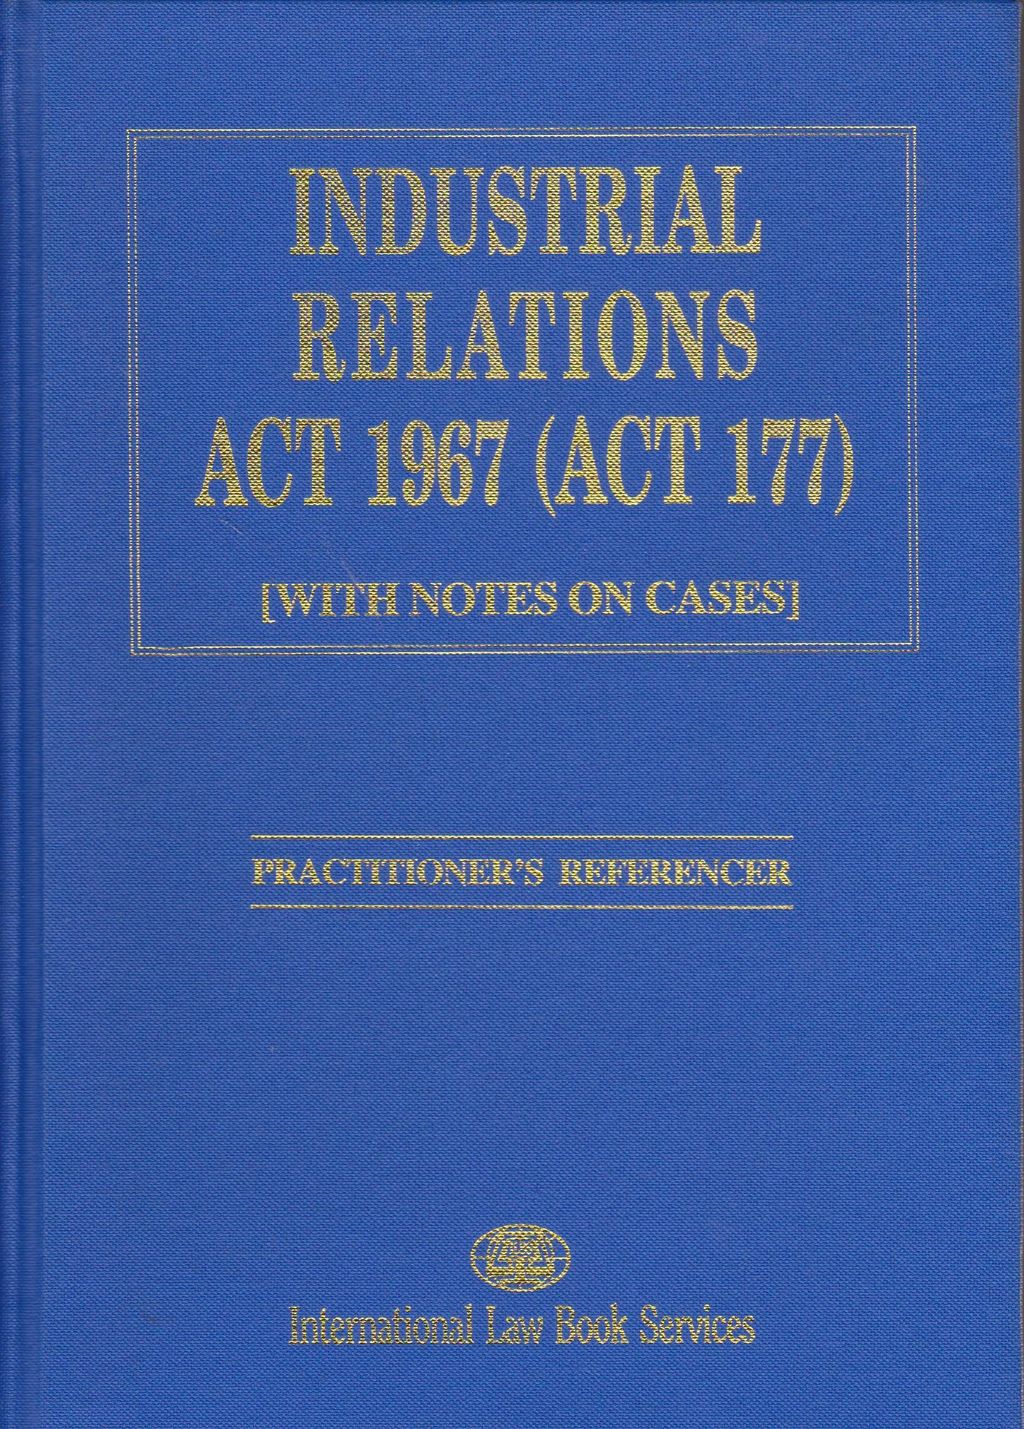 INDUSTRIAL
RELATIONS
ACT 1967 (ACT 177)
[WITH NOTES ON CASES]
PRACTITIONER'S REFERENCER
International Law Book Services